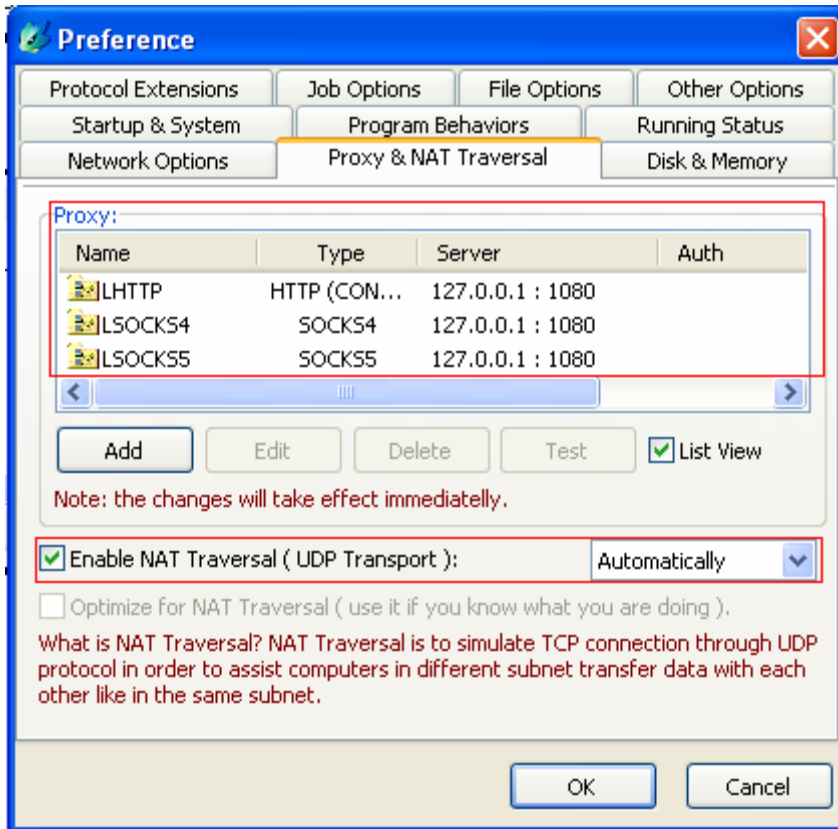 Preference
Protocol Extensions Job Options File Options Other Options
Startup & System Program Behaviors Running Status
Network Options Proxy & NAT Traversal Disk & Memory
Proxy:
Name Type Server Auth
LHTTP HTTP (CON... 127.0.0.1 : 1080
LSOCKS4 SOCKS4 127.0.0.1 : 1080
LSOCKS5 SOCKS5 127.0.0.1 : 1080
Add Edit Delete Test List View
Note: the changes will take effect immediatelly.
Enable NAT Traversal ( UDP Transport ): Automatically
Optimize for NAT Traversal ( use it if you know what you are doing ).
What is NAT Traversal? NAT Traversal is to simulate TCP connection through UDP
protocol in order to assist computers in different subnet transfer data with each
other like in the same subnet.
OK Cancel